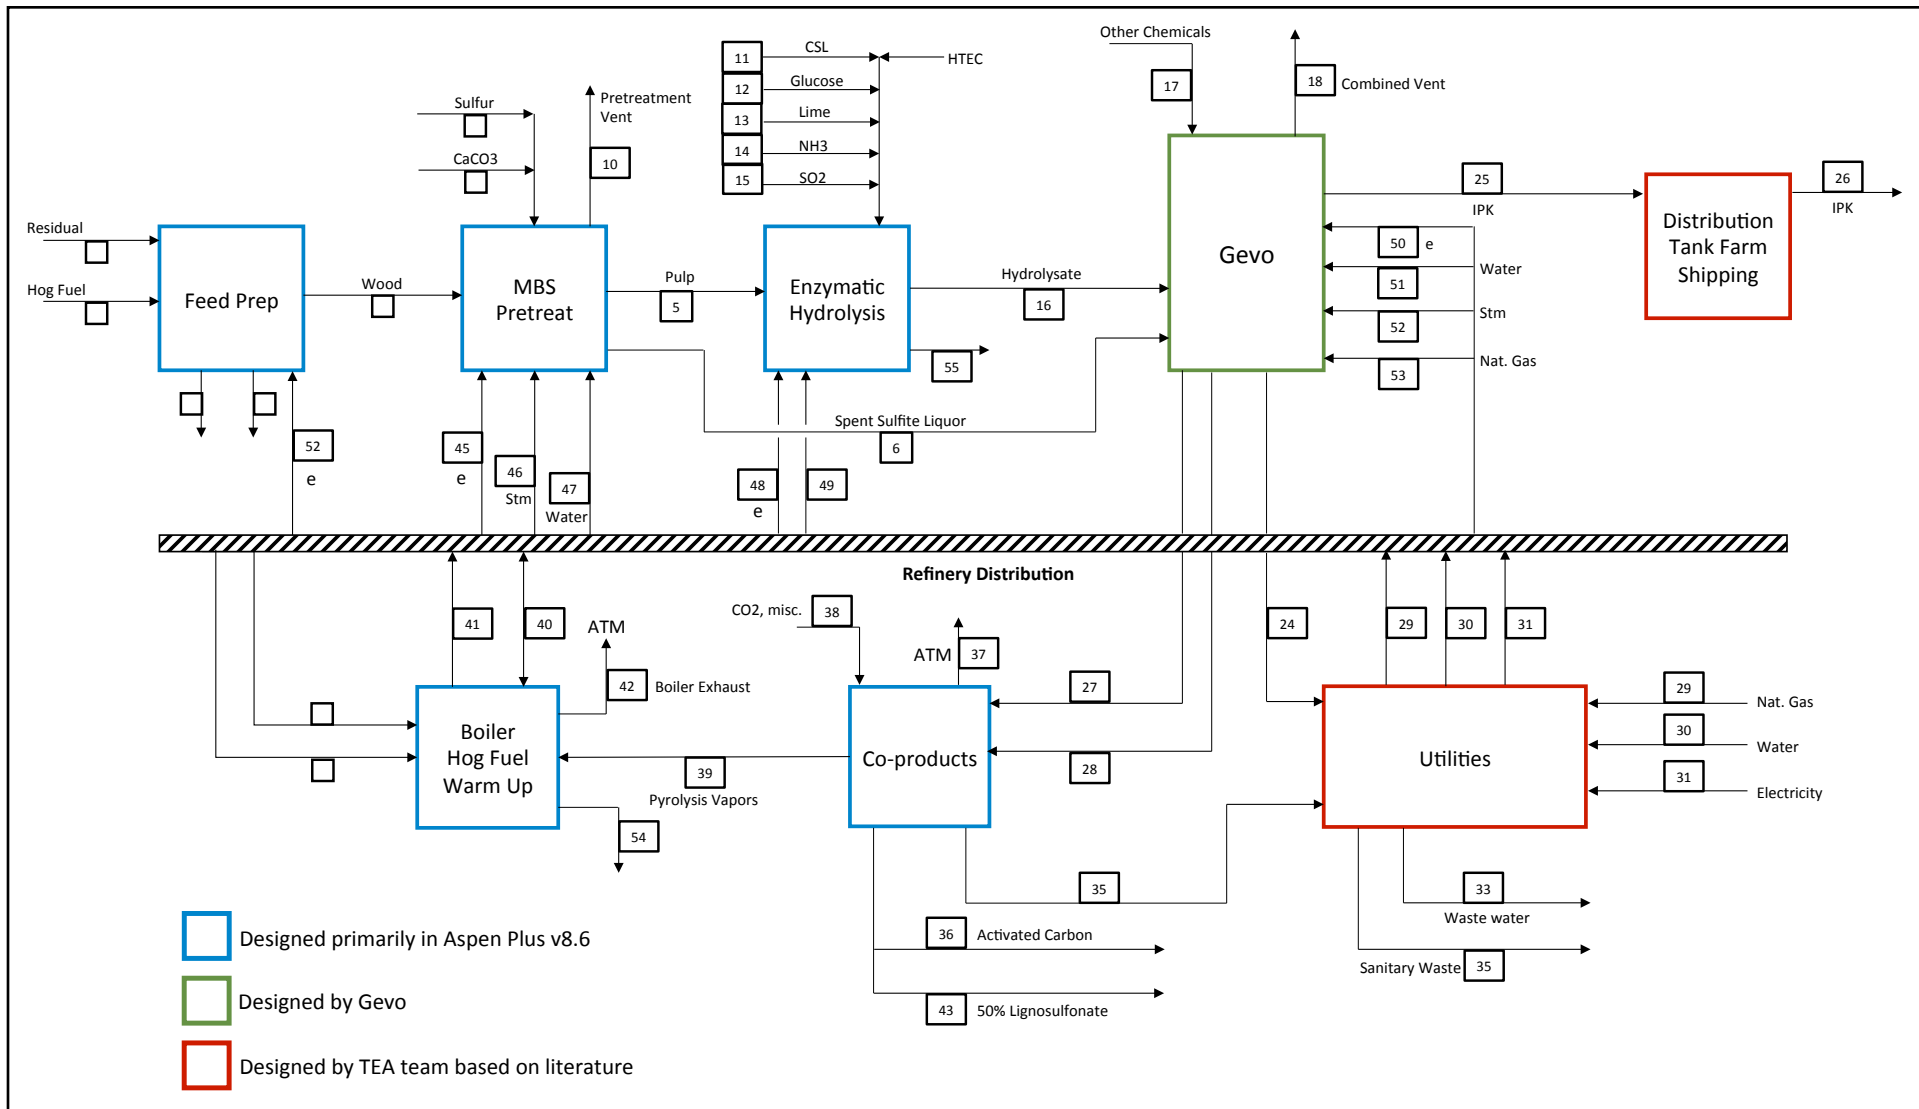 Other Chemicals
11
CSL
HTEC
12
Glucose
17
18
Combined Vent
Sulfur
Pretreatment
Vent
13
Lime
CaCO3
10
14
NH3
15
SO2
25
IPK
26
IPK
Residual
Hog Fuel
Feed Prep
Wood
MBS
Pretreat
Pulp
5
Enzymatic
Hydrolysis
Hydrolysate
16
Gevo
50
e
Water
51
Stm
52
Nat. Gas
53
Distribution
Tank Farm
Shipping
55
Spent Sulfite Liquor
6
52
e
45
e
46
Stm
47
Water
48
e
49
Refinery Distribution
41
40
ATM
42
Boiler Exhaust
CO2, misc.
38
ATM
37
27
28
24
29
30
31
Boiler
Hog Fuel
Warm Up
39
Pyrolysis Vapors
Co-products
Utilities
29
Nat. Gas
30
Water
31
Electricity
54
35
33
Waste water
36
Activated Carbon
Sanitary Waste
35
43
50% Lignosulfonate
Designed primarily in Aspen Plus v8.6
Designed by Gevo
Designed by TEA team based on literature